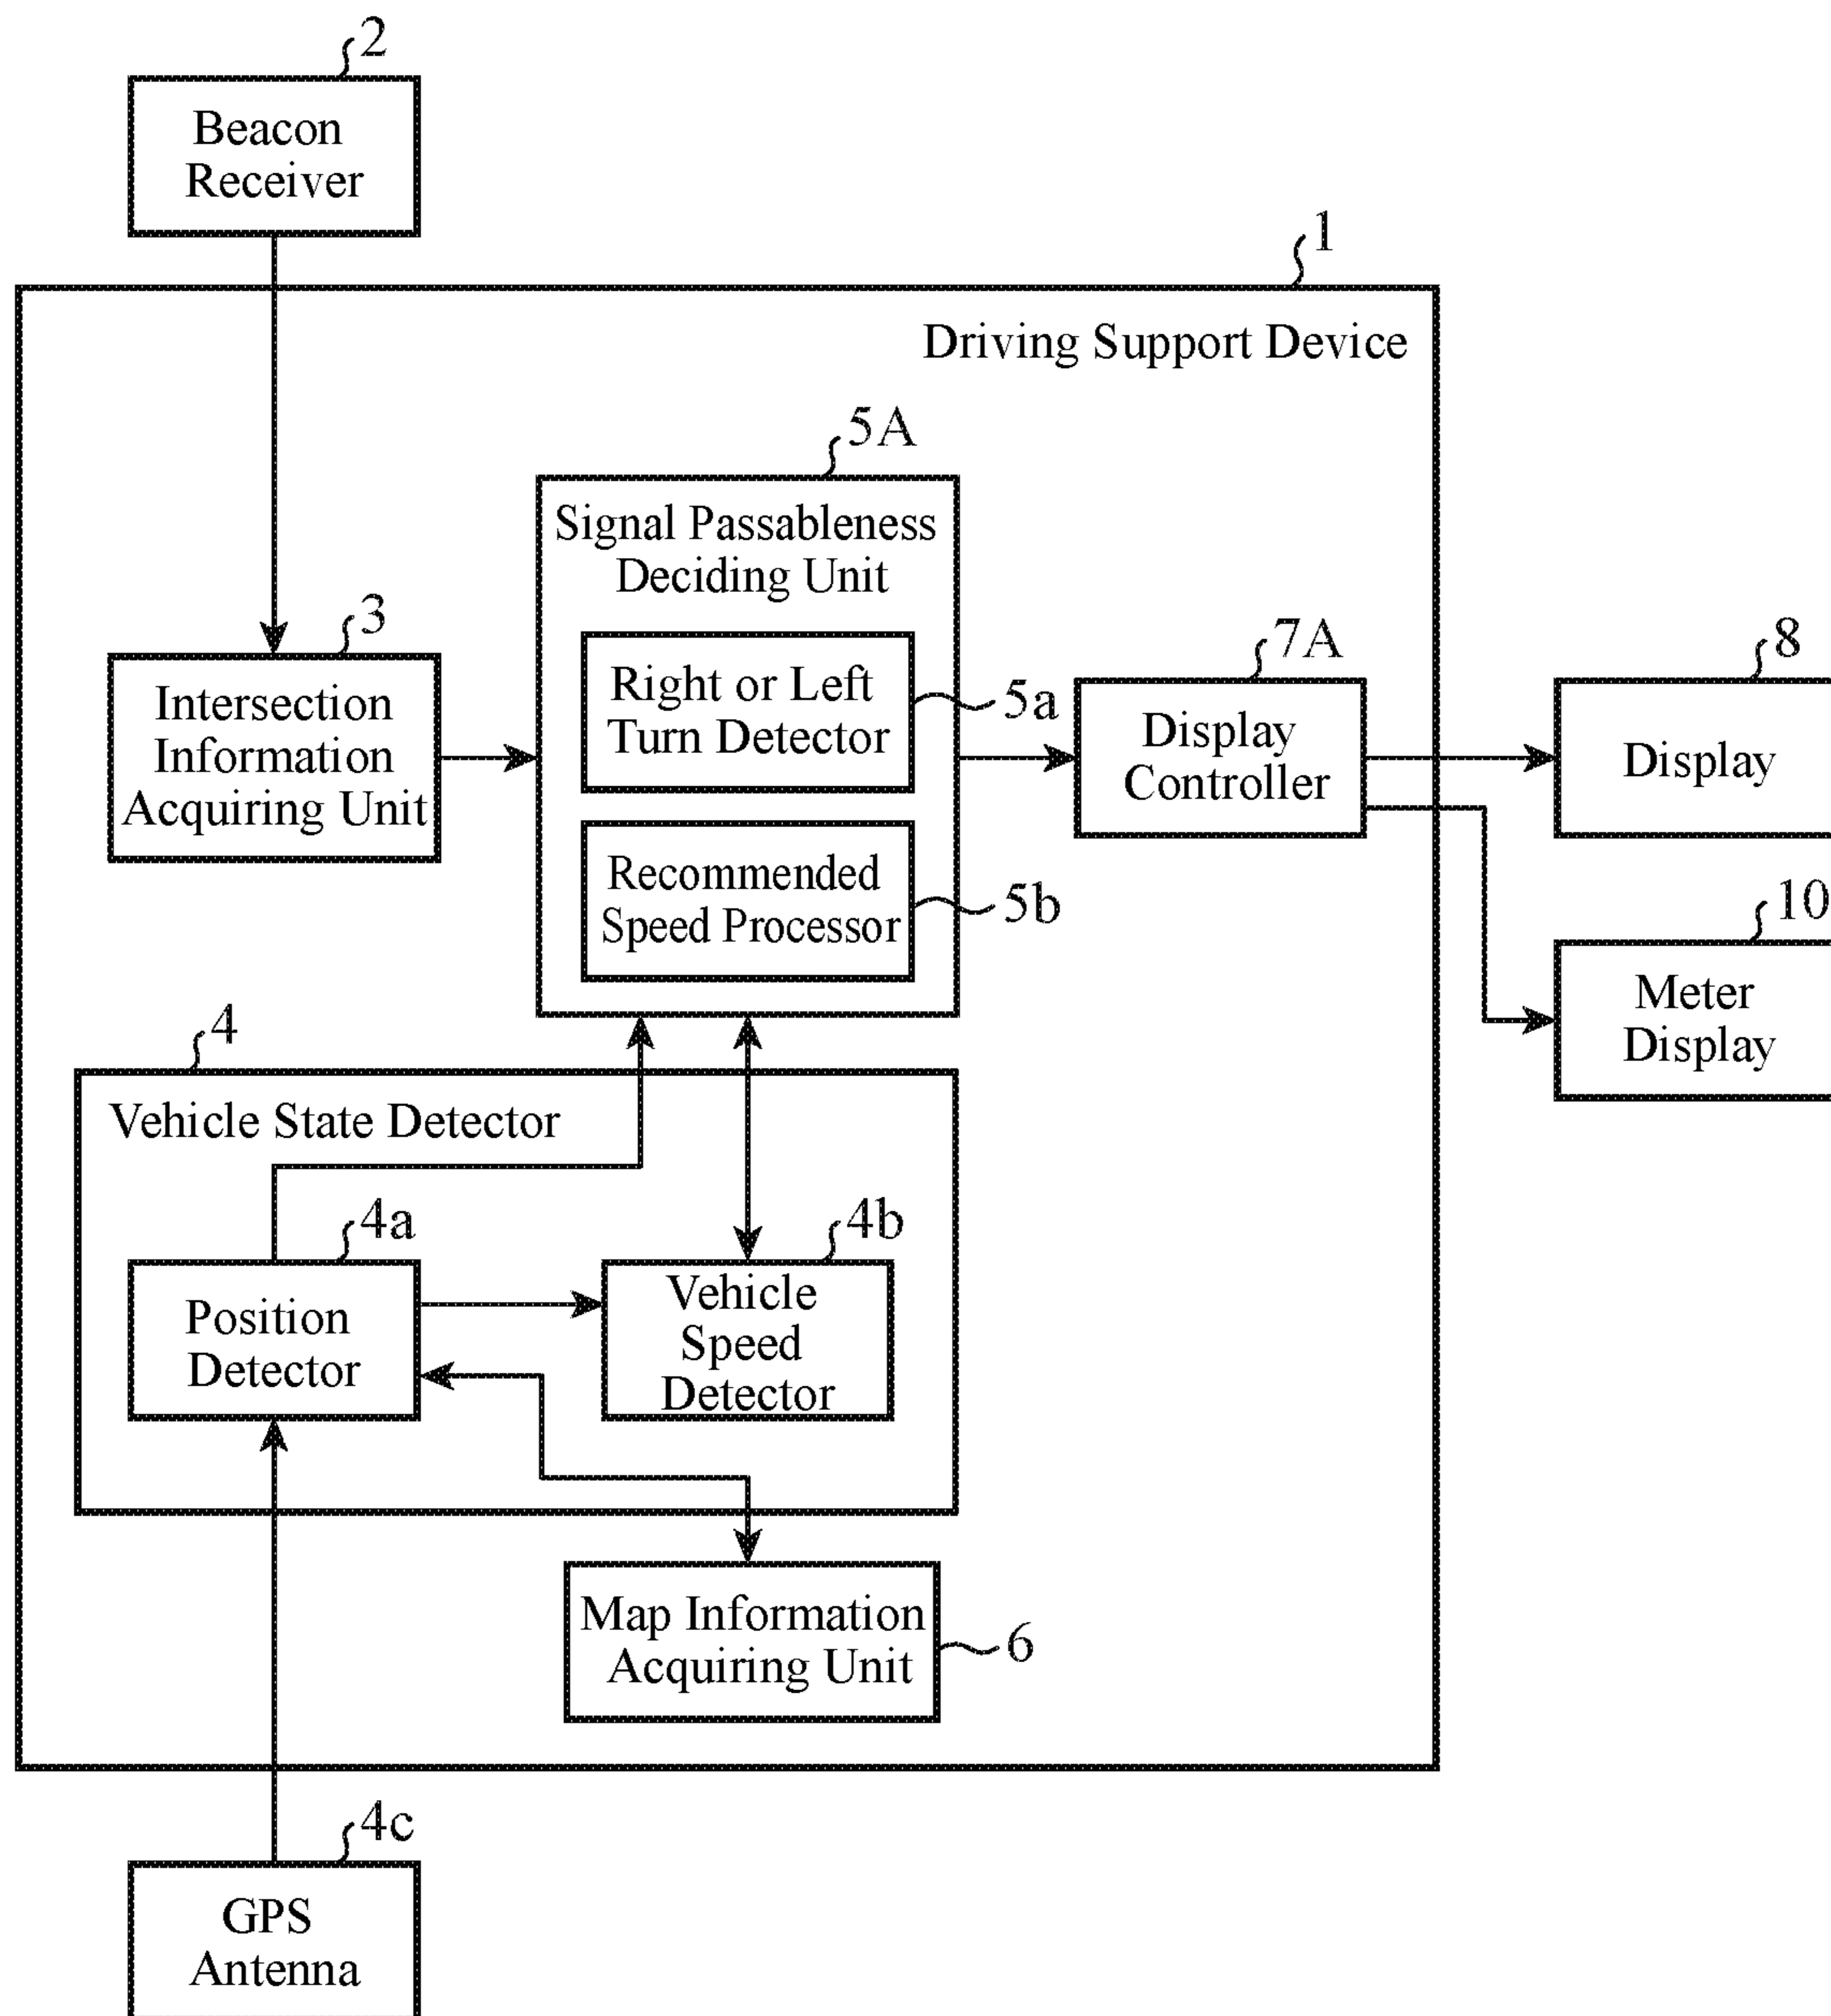 2
Beacon
Receiver
1
Driving Support Device
5A
Signal Passableness
Deciding Unit
3
Intersection
Information
Acquiring Unit
Right or Left
Turn Detector
5a
Recommended
Speed Processor
5b
7A
Display
Controller
8
Display
10
Meter
Display
4
Vehicle State Detector
4a
Position
Detector
4b
Vehicle
Speed
Detector
Map Information
Acquiring Unit
6
4c
GPS
Antenna